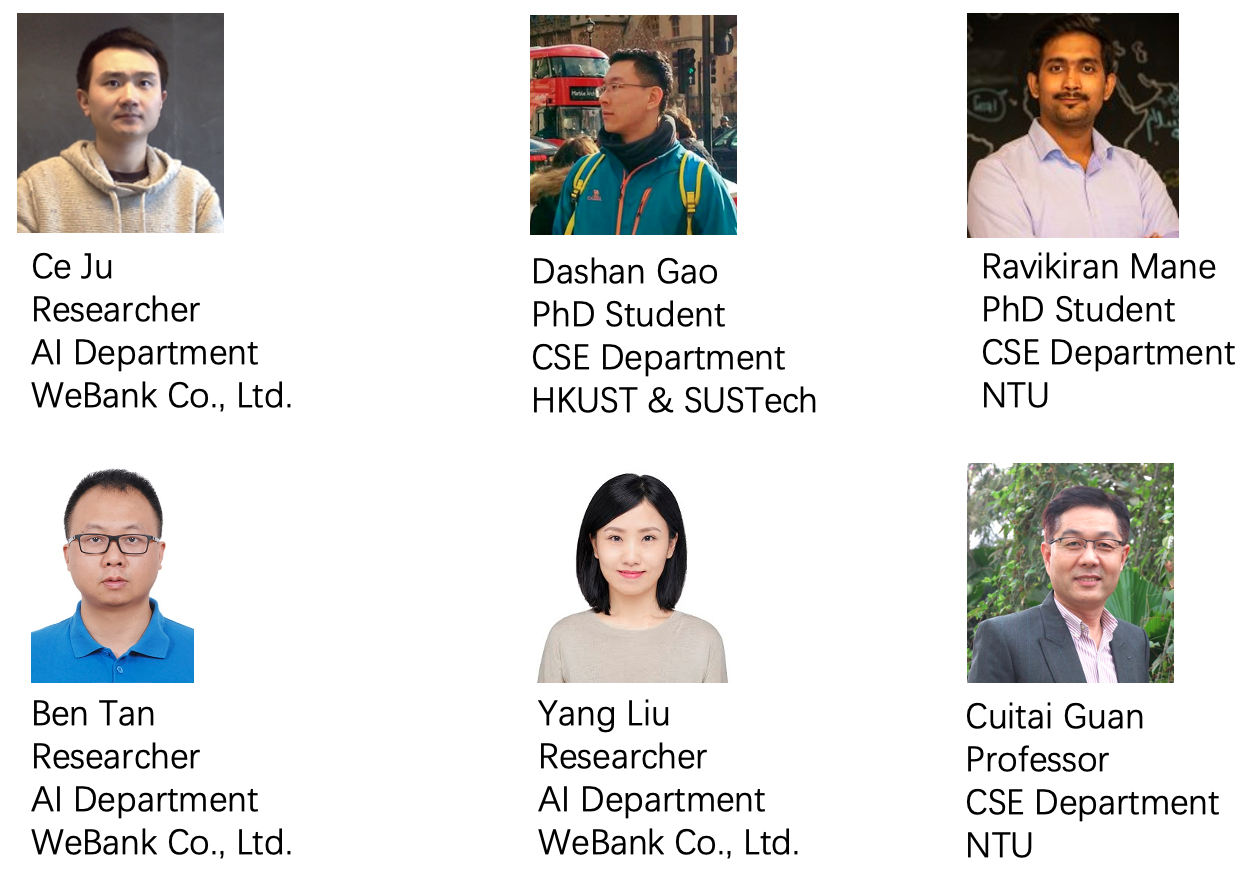 Marble Arch
Ce Ju
Researcher
AI Department
WeBank Co., Ltd.
Dashan Gao
PhD Student
CSE Department
HKUST & SUSTech
Ravikiran Mane
PhD Student
CSE Department
NTU
Ben Tan
Researcher
AI Department
WeBank Co., Ltd.
Yang Liu
Researcher
AI Department
WeBank Co., Ltd.
Cuitai Guan
Professor
CSE Department
NTU